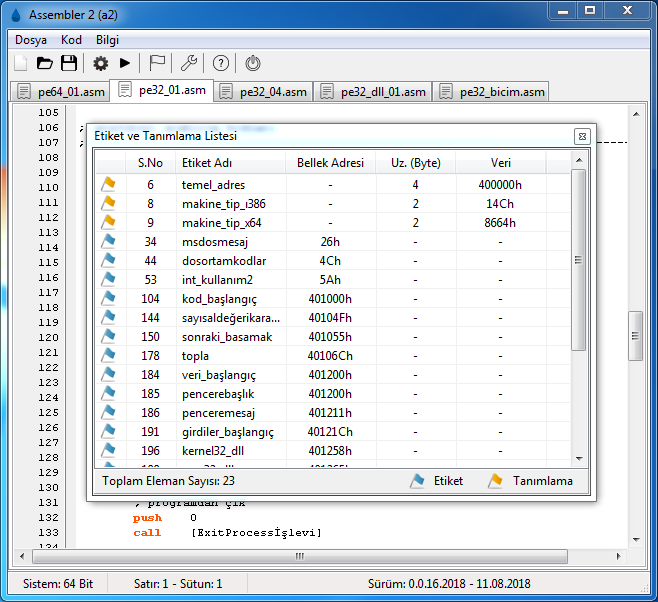 Assembler 2 (a2)
Dosya Kod Bilgi
pe64_01.asm pe32_01.asm pe32_04.asm pe32_dll_01.asm pe32_bicim.asm
105
106 ;
107 ;
Etiket ve Tanımlama Listesi
108
S.No Etiket Adı Bellek Adresi Uz. (Byte) Veri
109
110 6 temel_adres - 4 400000h
111 8 makine_tip_i386 - 2 14Ch
112 9 makine_tip_x64 - 2 8664h
113 34 msdosmesaj 26h - -
114 44 dosortamkodlar 4Ch - -
115
116 53 int_kullanım2 5Ah - -
117 104 kod_başlangıç 401000h - -
118 144 sayısaldeğerikara... 40104Fh - -
119
120 150 sonraki_basamak 401055h - -
121 178 topla 40106Ch - -
122 184 veri_başlangıç 401200h - -
123
124 185 pencerebaşlık 401200h - -
125 186 penceremesaj 401211h - -
126 191 girdiler_başlangıç 40121Ch - -
127
128 196 kernel32_dll 401258h - -
129
130 Toplam Eleman Sayısı: 23 Etiket Tanımlama
131 ; programdan çık
132 push 0
133 call [ExitProcessİşlevi]
134
Sistem: 64 Bit Satır: 1 - Sütun: 1 Sürüm: 0.0.16.2018 - 11.08.2018